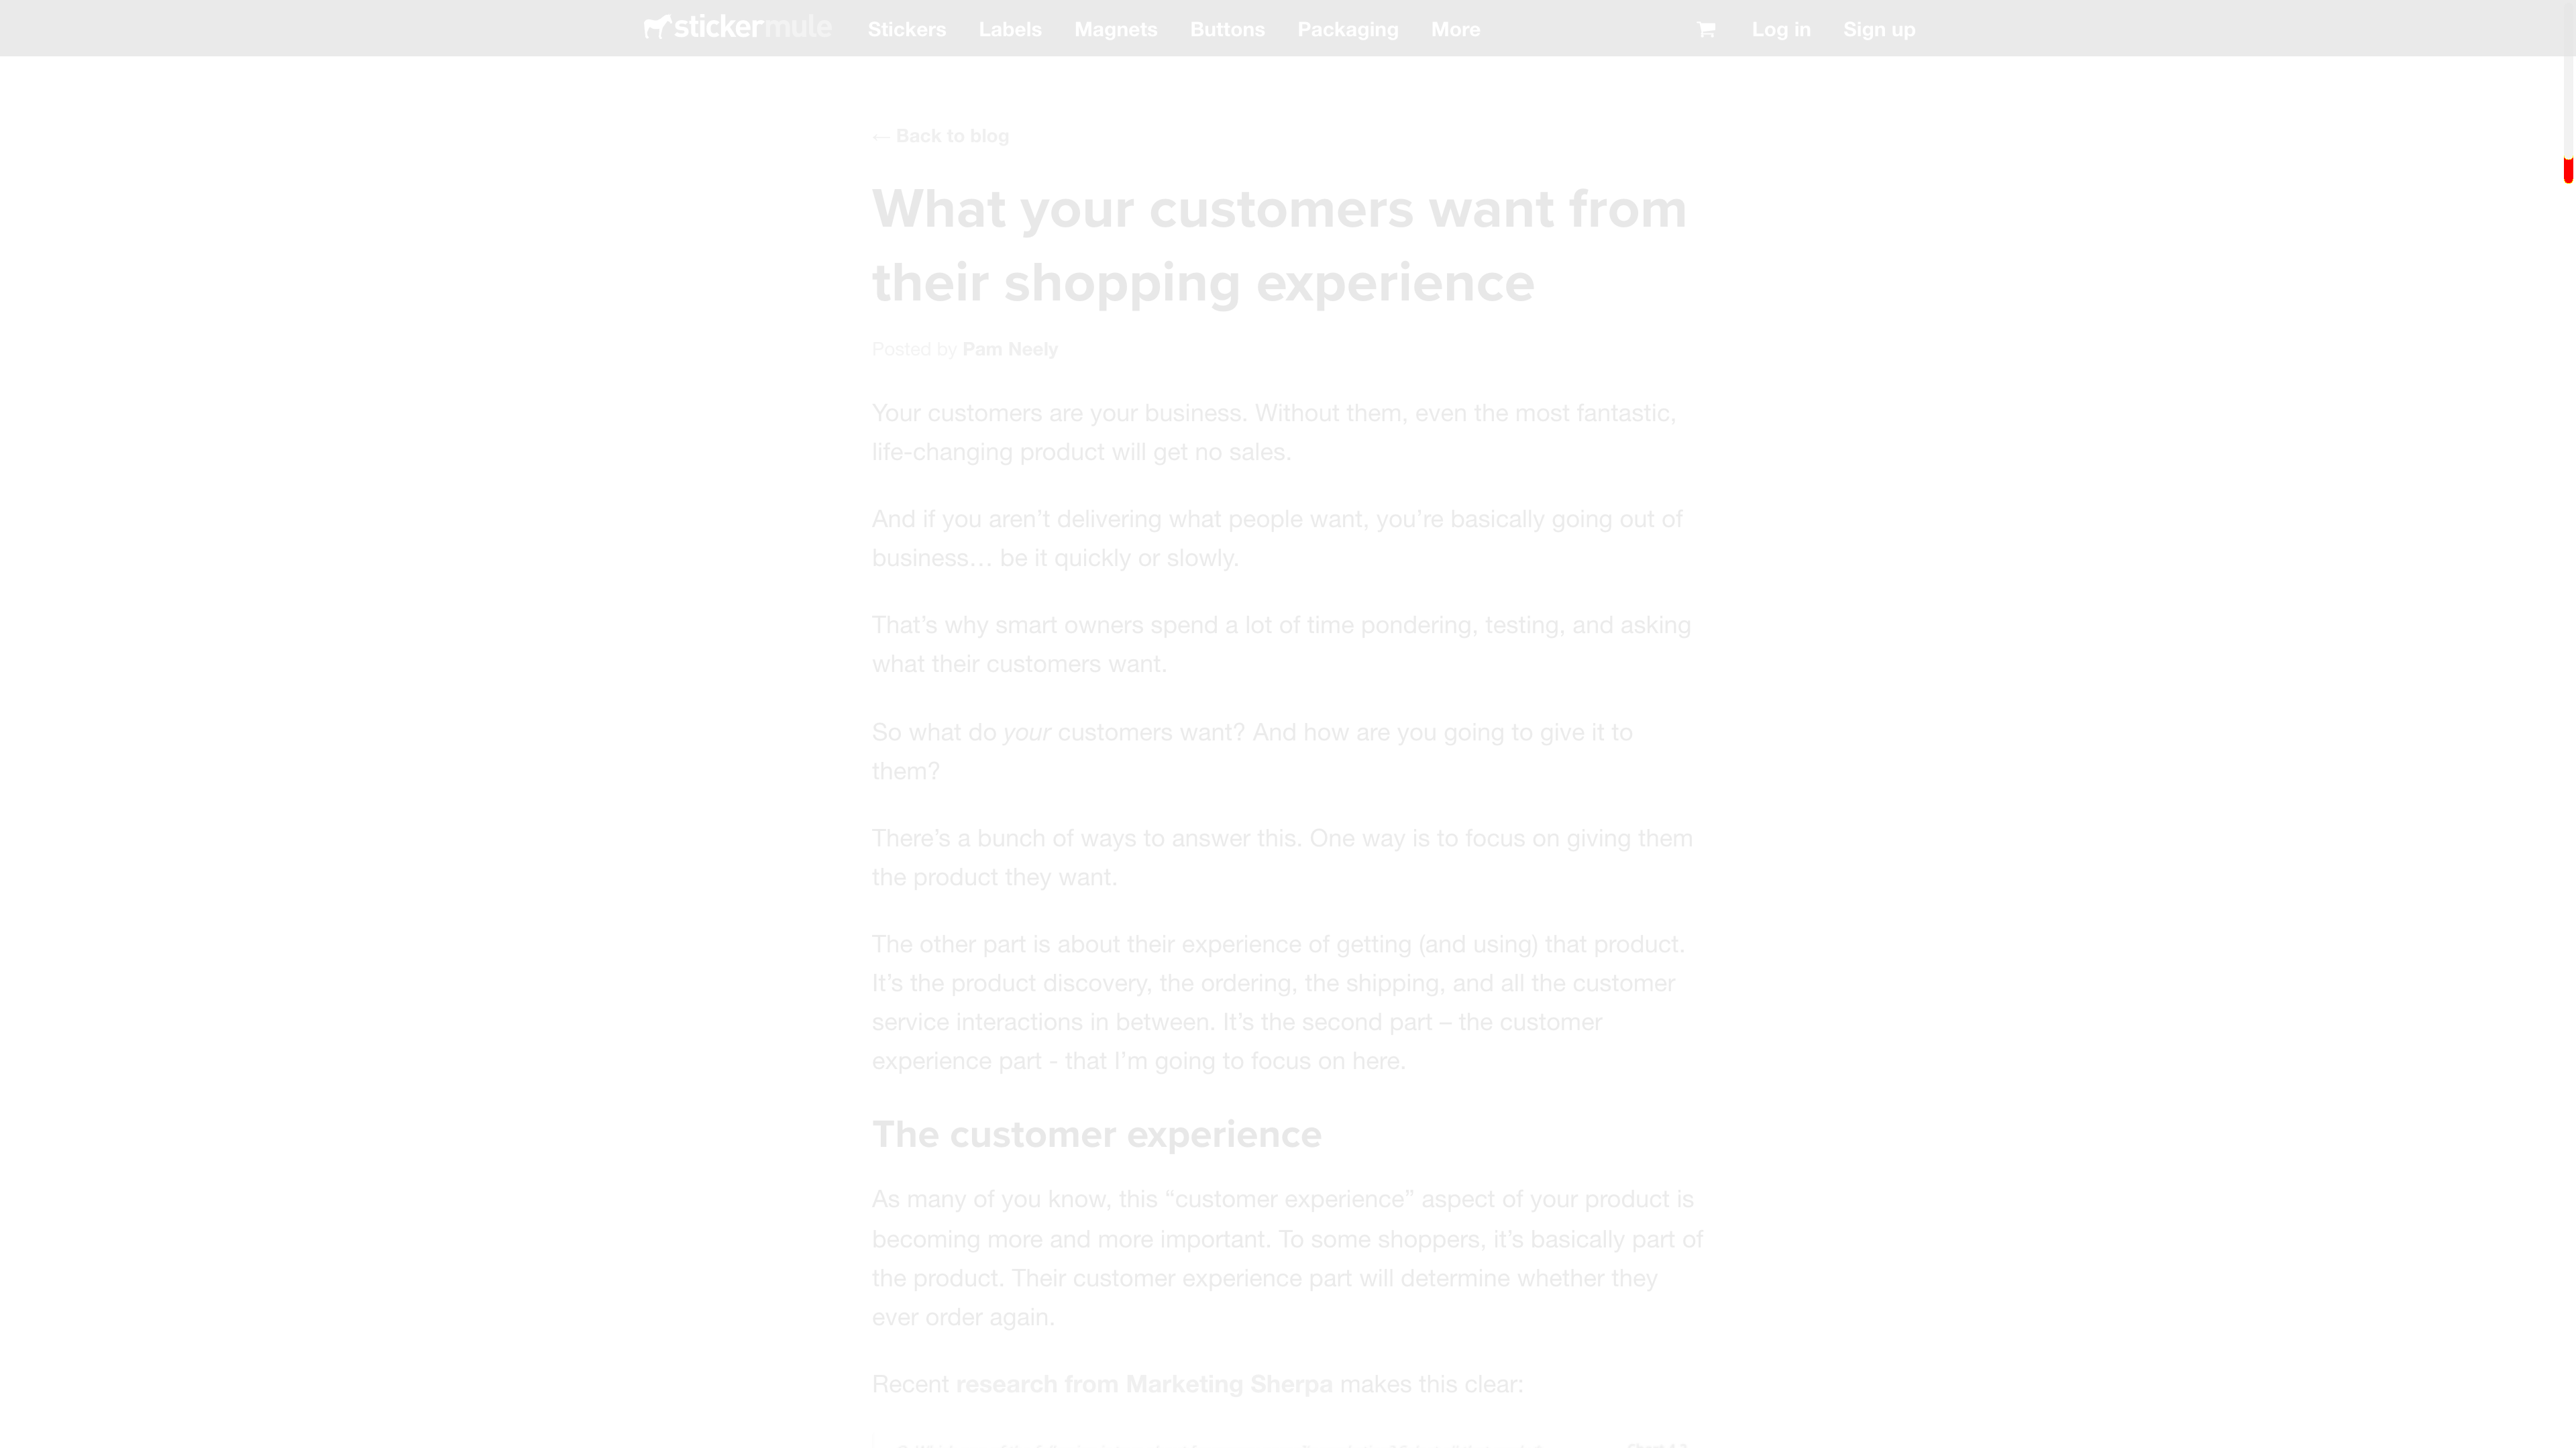 stickermule Stickers Labels Magnets Buttons Packaging More Log in Sign up
← Back to blog
What your customers want from
their shopping experience
Posted by Pam Neely
Your customers are your business. Without them, even the most fantastic,
life-changing product will get no sales.
And if you aren’t delivering what people want, you’re basically going out of
business… be it quickly or slowly.
That’s why smart owners spend a lot of time pondering, testing, and asking
what their customers want.
So what do your customers want? And how are you going to give it to
them?
There’s a bunch of ways to answer this. One way is to focus on giving them
the product they want.
The other part is about their experience of getting (and using) that product.
It’s the product discovery, the ordering, the shipping, and all the customer
service interactions in between. It’s the second part – the customer
experience part - that I’m going to focus on here.
The customer experience
As many of you know, this “customer experience” aspect of your product is
becoming more and more important. To some shoppers, it’s basically part of
the product. Their customer experience part will determine whether they
ever order again.
Recent research from Marketing Sherpa makes this clear: